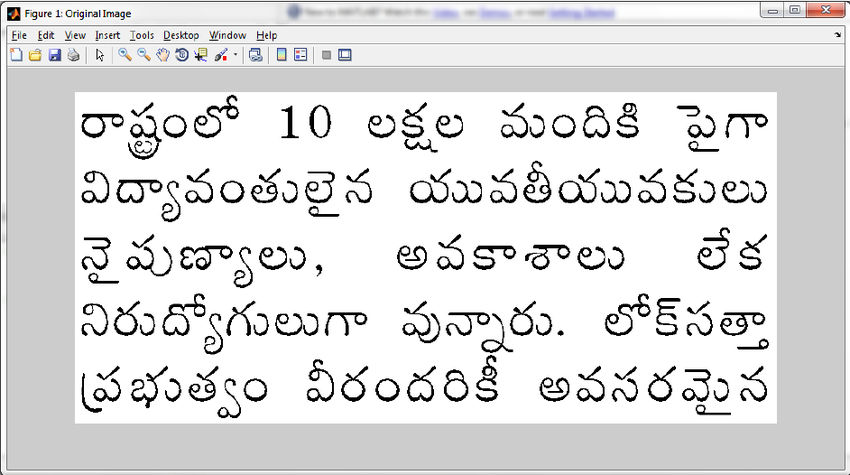 Figure 1: Original Image
File Edit View Insert Tools Desktop Window Help
రాష్ట్రంలో 10 లక్షల మందికి పైగా
విద్యావంతులైన యువతీయువకులు
నైపుణ్యాలు, అవకాశాలు లేక
నిరుద్యోగులుగా వున్నారు. లోక్‌సత్తా
ప్రభుత్వం వీరందరికీ అవసరమైన